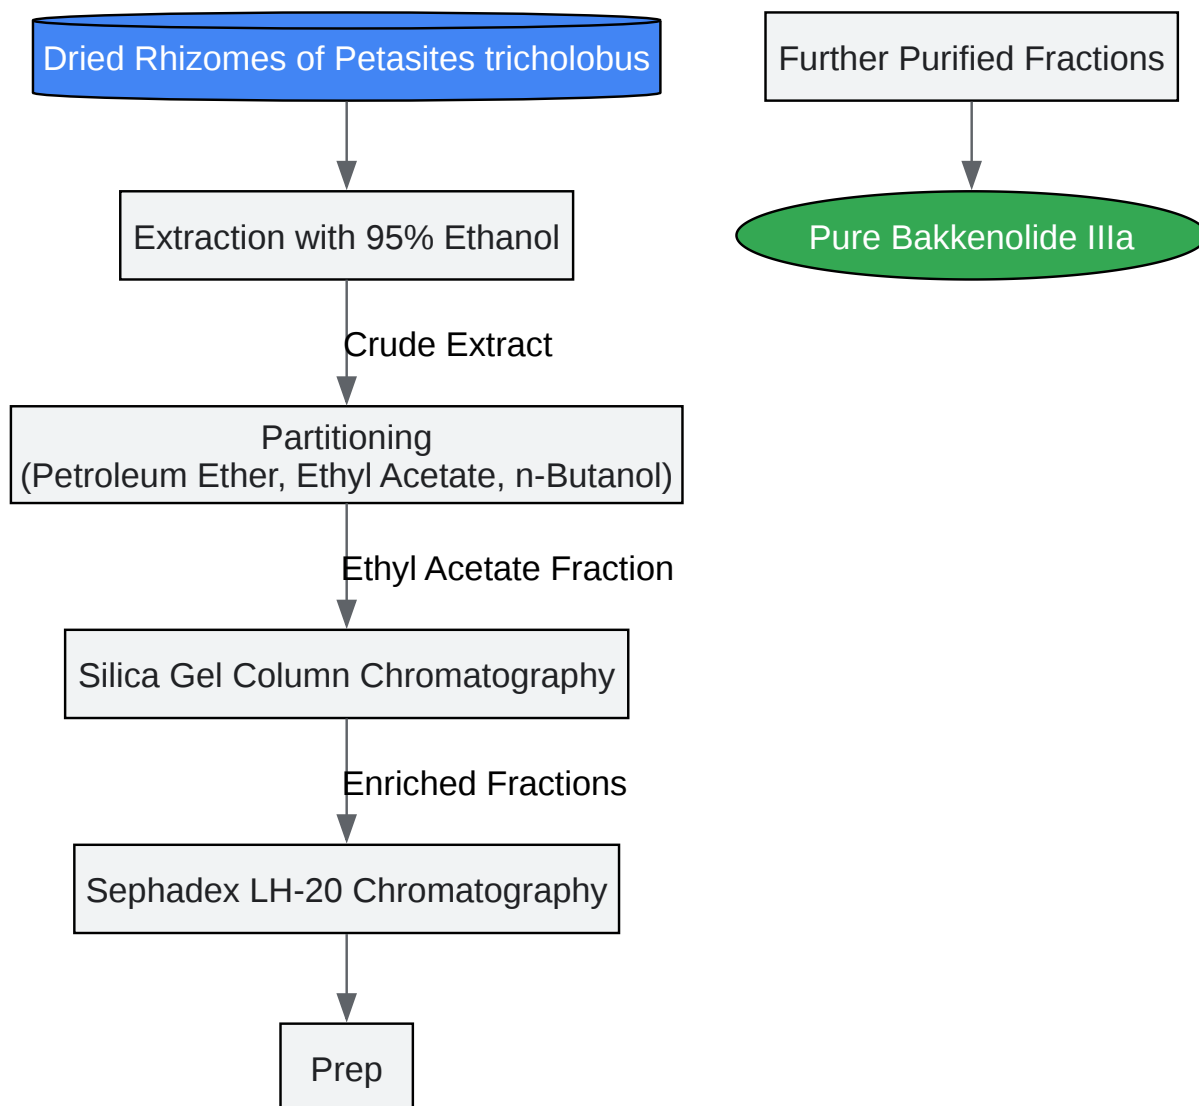 Dried Rhizomes of Petasites tricholobus
Extraction with 95% Ethanol
Crude Extract
Partitioning
(Petroleum Ether, Ethyl Acetate, n-Butanol)
Ethyl Acetate Fraction
Silica Gel Column Chromatography
Enriched Fractions
Sephadex LH-20 Chromatography
Prep
Further Purified Fractions
Pure Bakkenolide IIIa